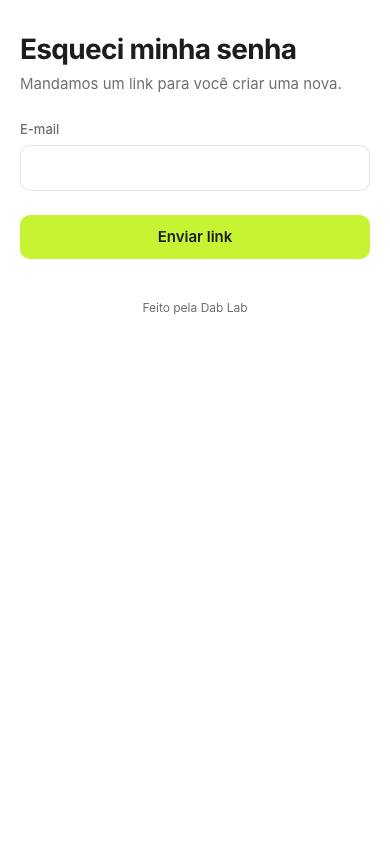 Esqueci minha senha
Mandamos um link para você criar uma nova.
E-mail
Enviar link
Feito pela Dab Lab